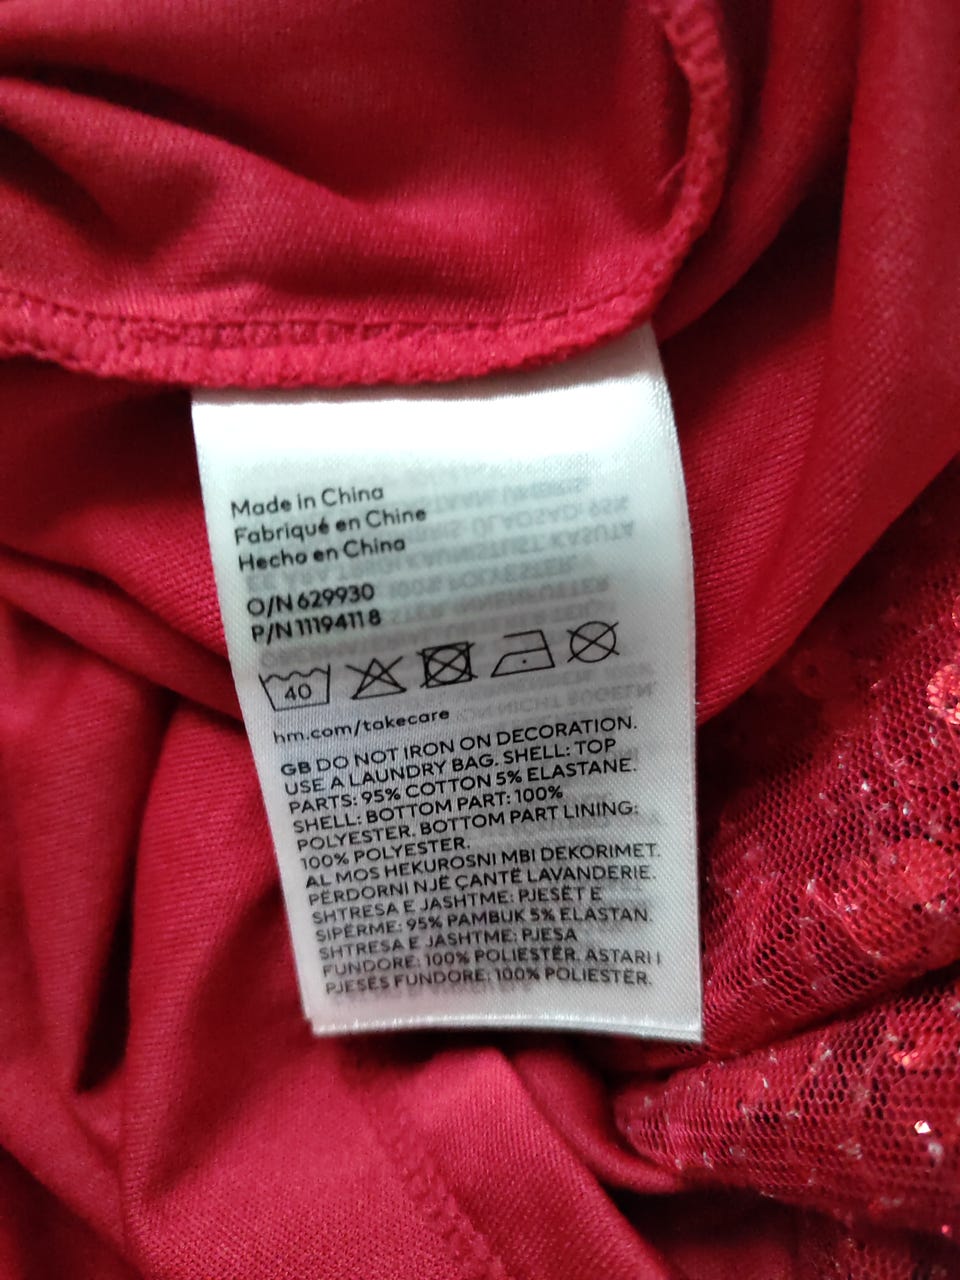 Made in China
Fabriqué en Chine
Hecho en China
O/N 629930
P/N 1119411 8
40
hm.com/takecare
GB DO NOT IRON ON DECORATION.
USE A LAUNDRY BAG. SHELL: TOP
PARTS: 95% COTTON 5% ELASTANE.
SHELL: BOTTOM PART: 100%
POLYESTER. BOTTOM PART LINING:
100% POLYESTER.
AL MOS HEKUROSNI MBI DEKORIMET.
PËRDORNI NJË ÇANTË LAVANDERIE.
SHTRESA E JASHTME: PJESËT E
SIPËRME: 95% PAMBUK 5% ELASTAN.
SHTRESA E JASHTME: PJESA
FUNDORE: 100% POLIESTËR. ASTARI I
PJESËS FUNDORE: 100% POLIESTËR.